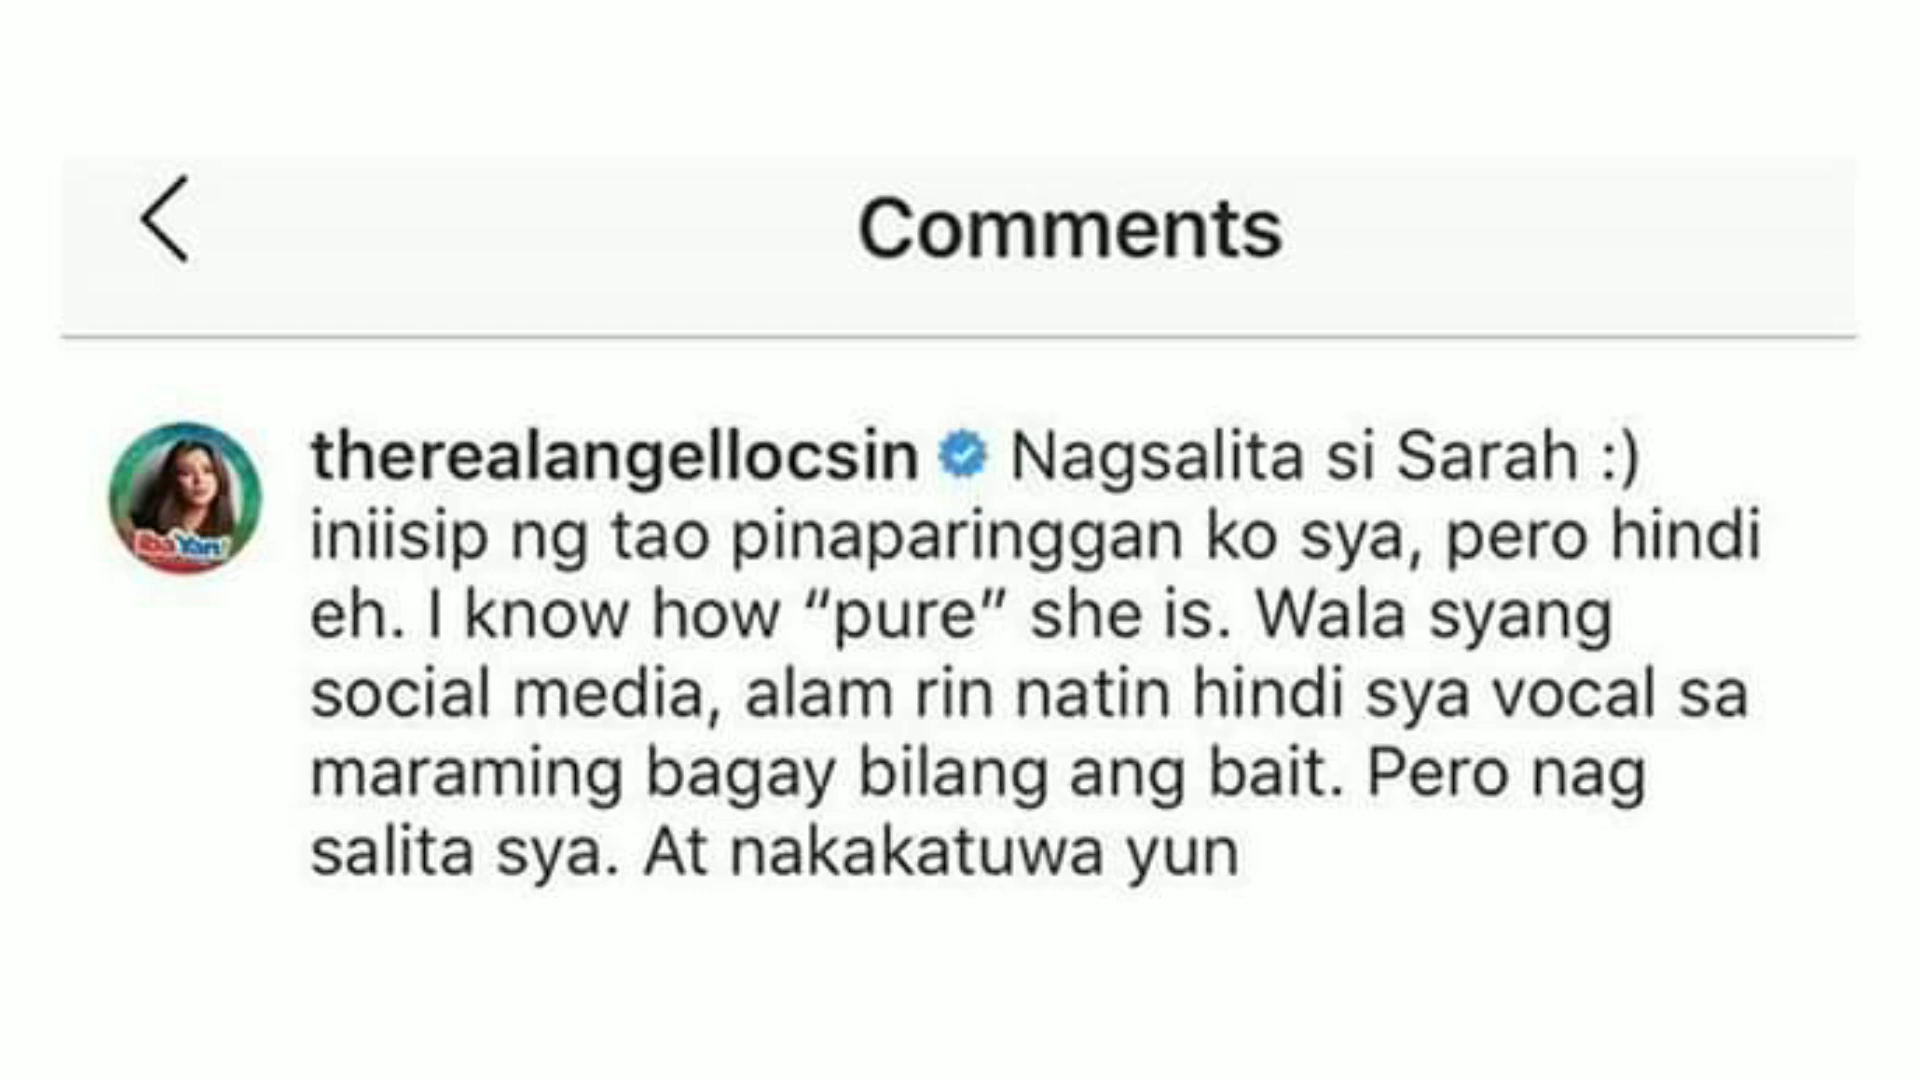 Comments
therealangellocsin Nagsalita si Sarah :)
iniisip ng tao pinaparinggan ko sya, pero hindi
eh. I know how “pure” she is. Wala syang
social media, alam rin natin hindi sya vocal sa
maraming bagay bilang ang bait. Pero nag
salita sya. At nakakatuwa yun
Iba Yan!